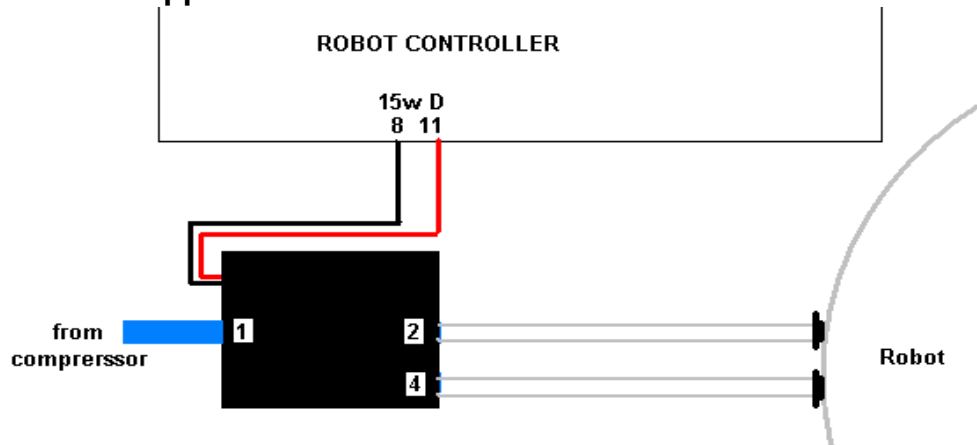 ROBOT CONTROLLER
15w D
8 11
1
2
from
comprerssor
4
Robot